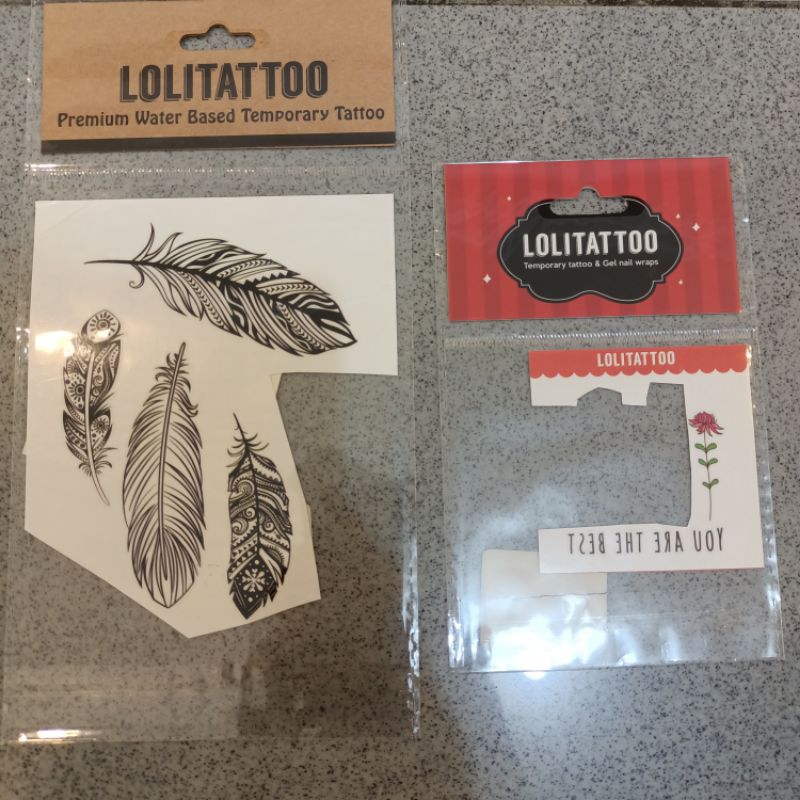 LOLITATTOO
Premium Water Based Temporary Tattoo
LOLITATTOO
Temporary tattoo & Gel nail wraps
LOLITATTOO
YOU ARE THE BEST